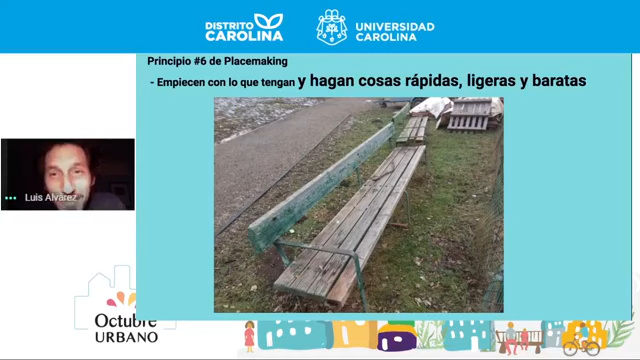 DISTRITO
CAROLINA
UNIVERSIDAD
CAROLINA
Principio #6 de Placemaking
- Empiecen con lo que tengan y hagan cosas rápidas, ligeras y baratas
Luis Alvarez
Octubre
URBANO